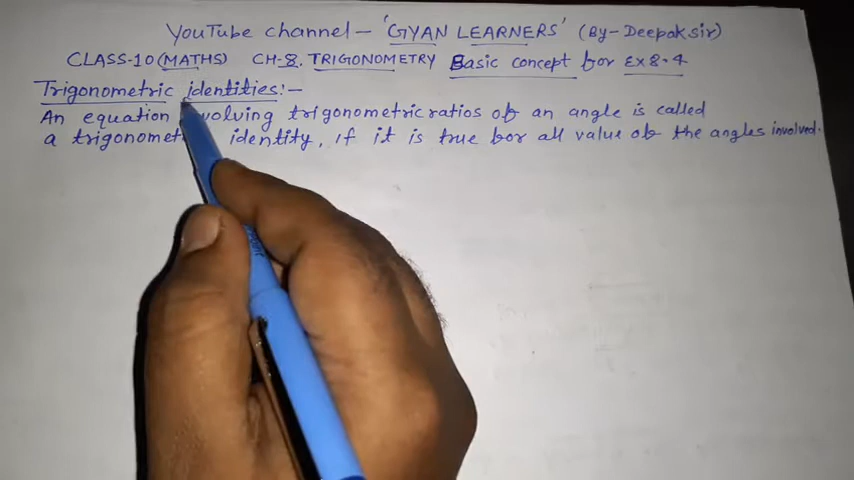 YouTube channel - 'GYAN LEARNERS' (By-Deepak sir)
CLASS-10 (MATHS) CH-8. TRIGONOMETRY Basic concept for EX 8.4
Trigonometric identities:-
An equation volving trigonometric ratios of an angle is called
a trigonomet identity, if it is true for all value of the angles involved.